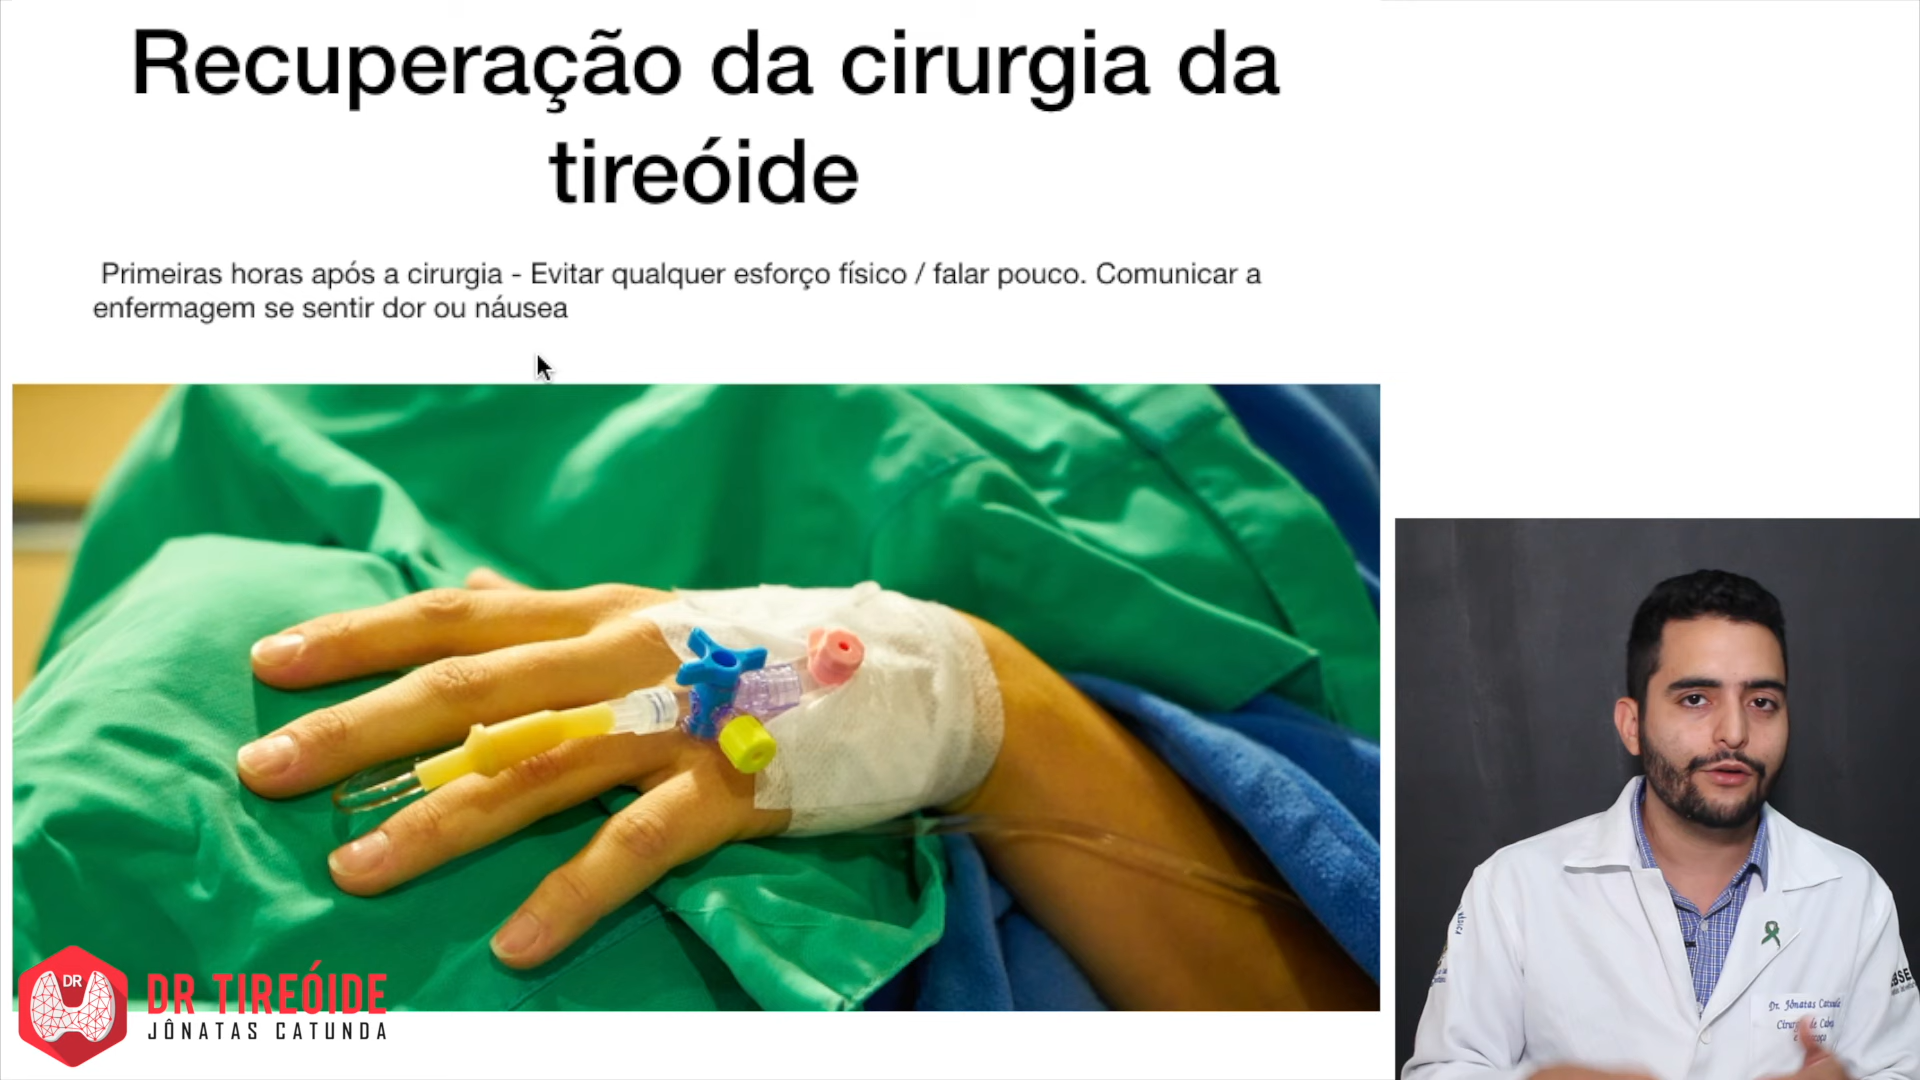 Recuperação da cirurgia da
tireóide
Primeiras horas após a cirurgia - Evitar qualquer esforço físico / falar pouco. Comunicar a
enfermagem se sentir dor ou náusea
DR
DR TIREÓIDE
JÔNATAS CATUNDA
Dr. Jônatas Catunda